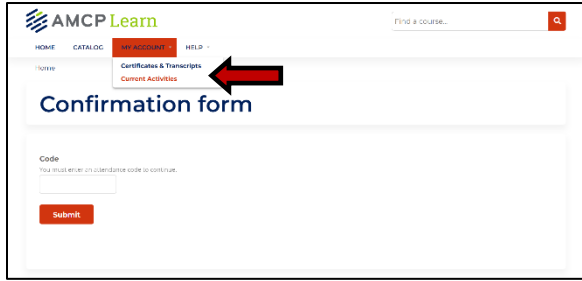 AMCP Learn
Find a course...
HOME CATALOG MY ACCOUNT HELP
Home
Certificates & Transcripts
Current Activities
Confirmation form
Code
You must enter an attendance code to continue.
Submit